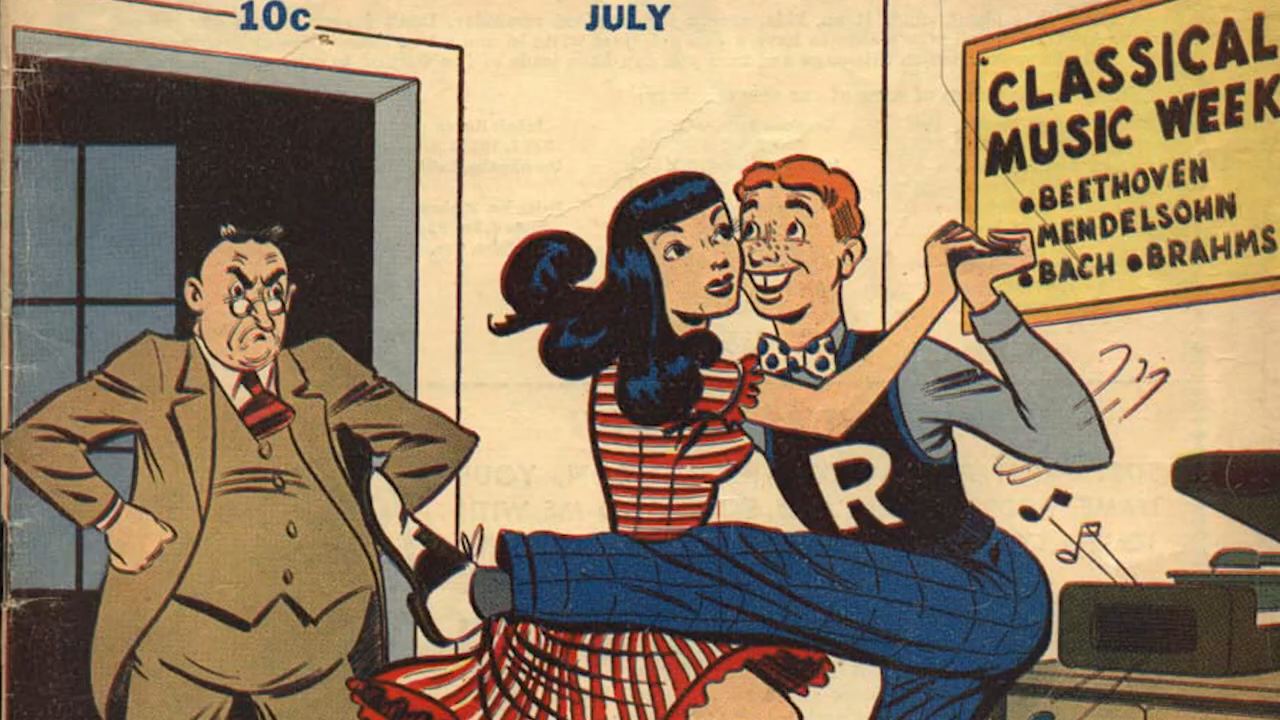 10c
JULY
CLASSICAL
MUSIC WEEK
•BEETHOVEN
•MENDELSOHN
•BACH •BRAHMS
R